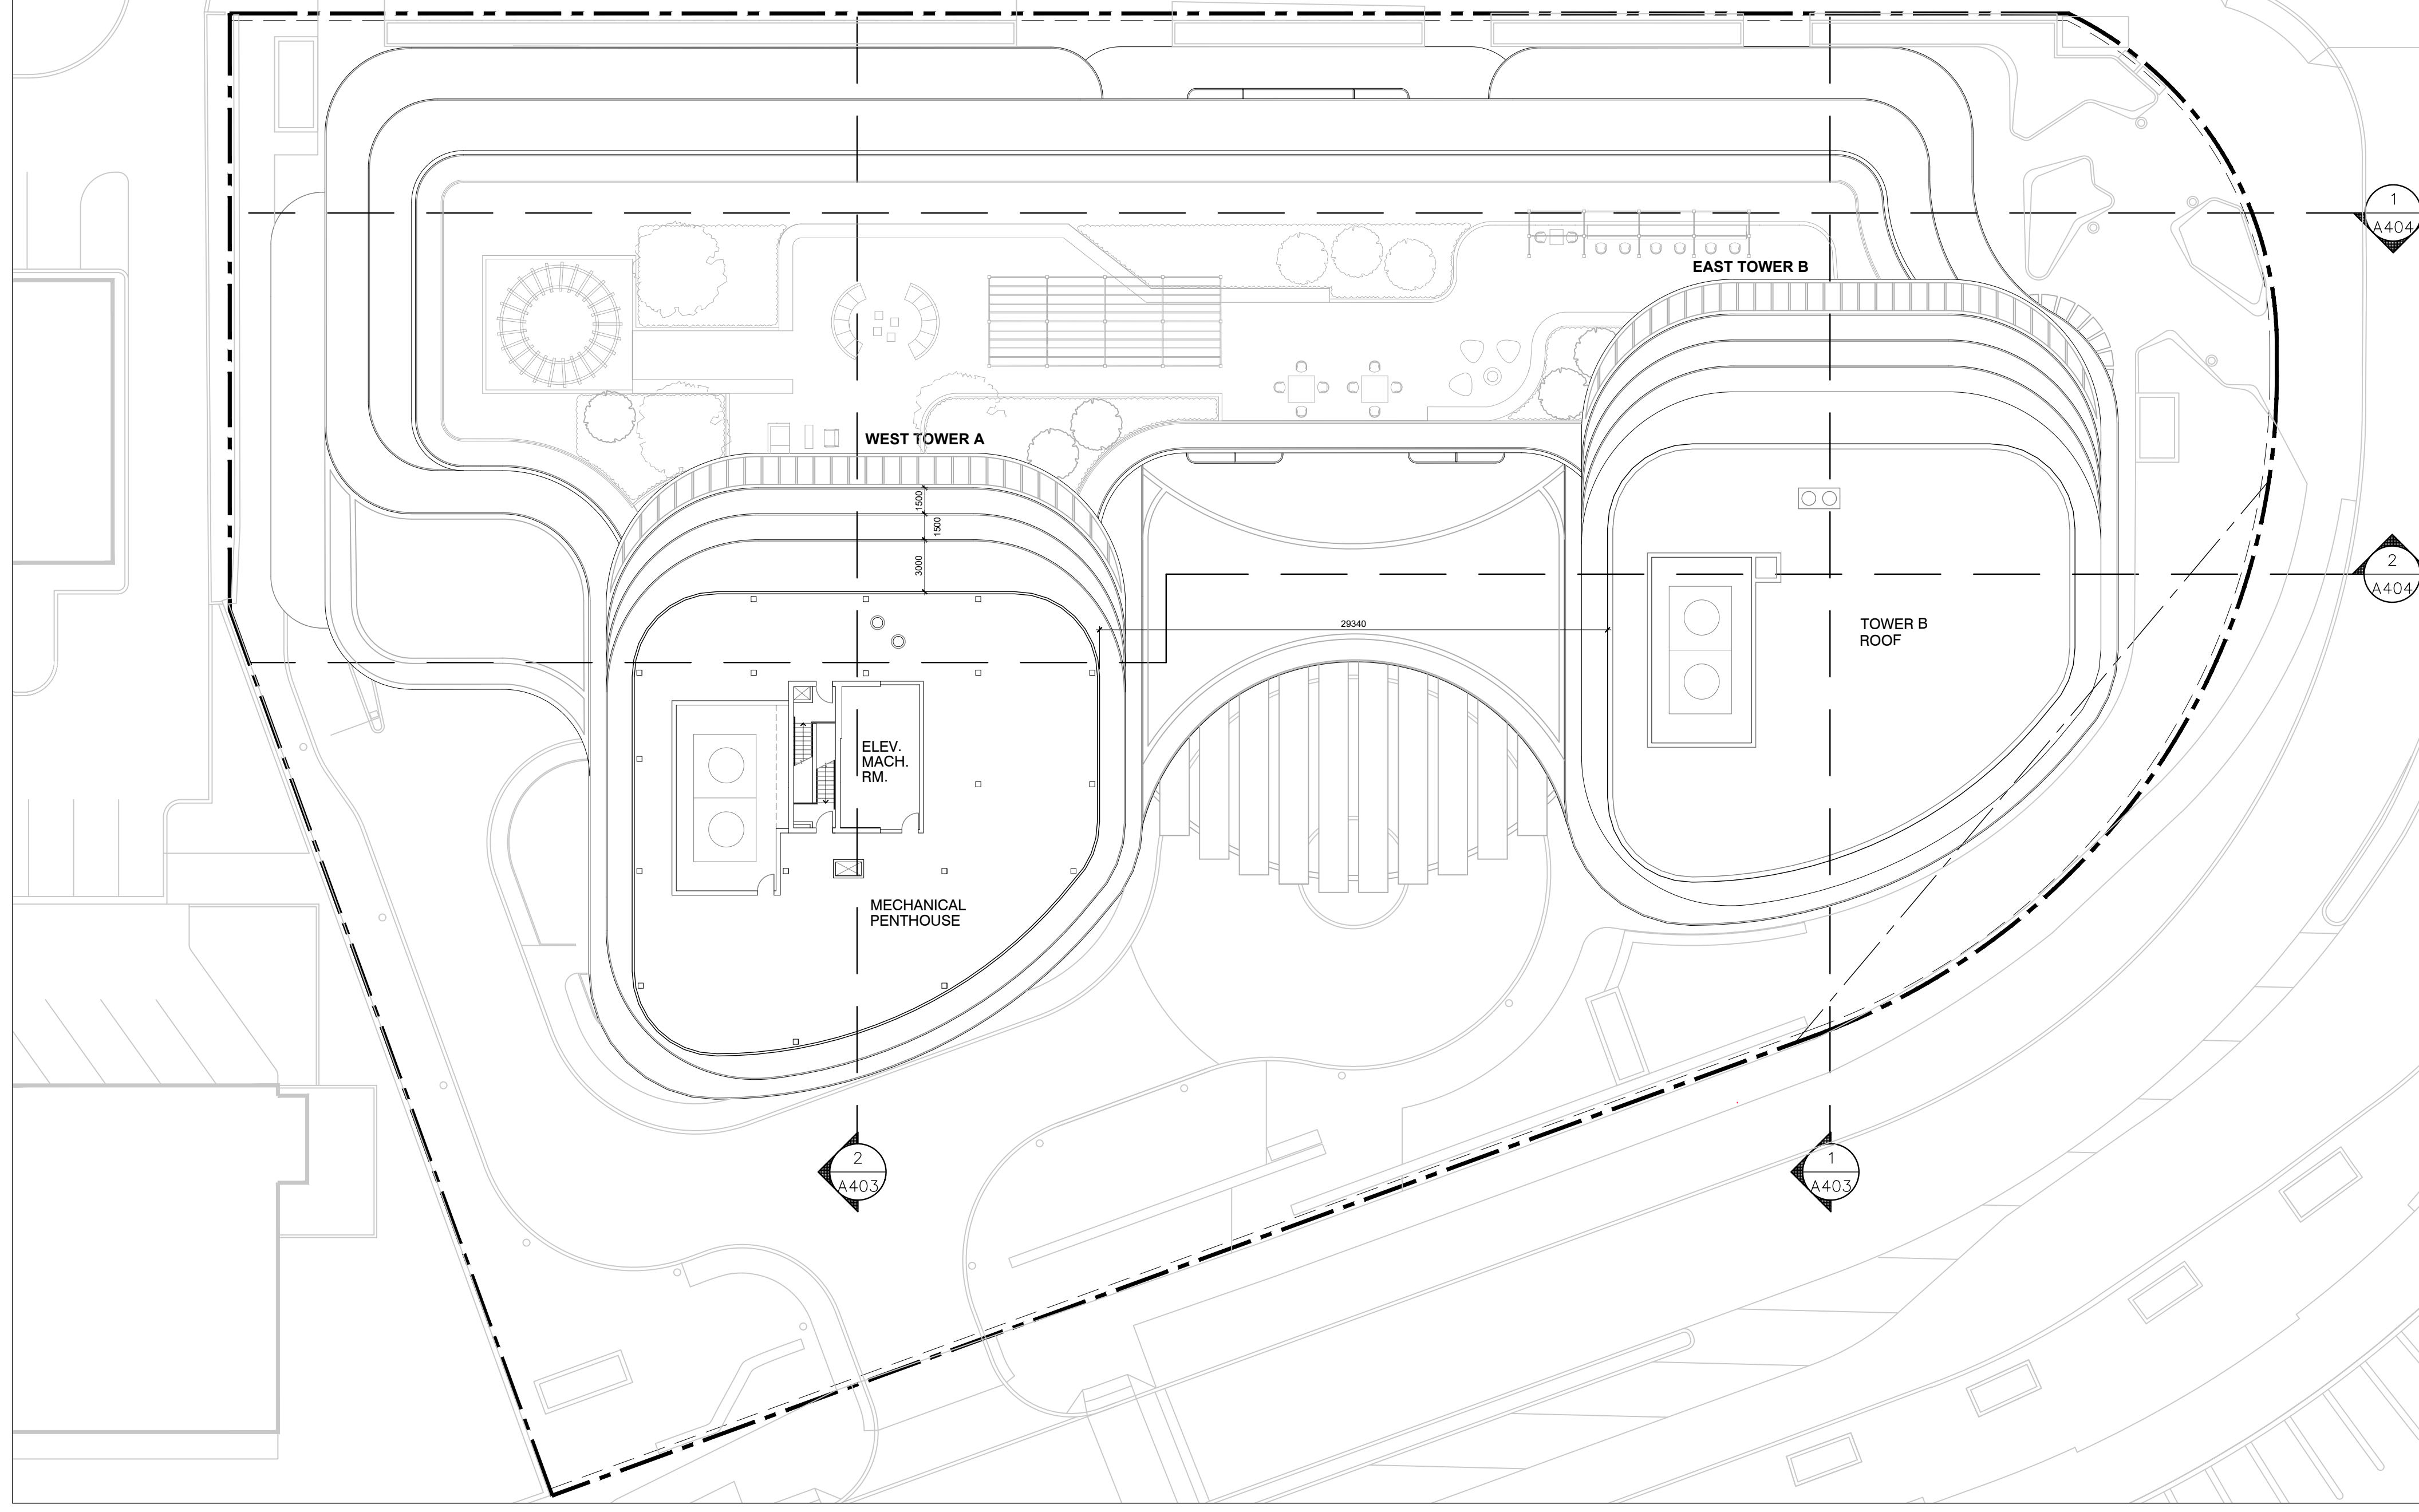 1
A404
EAST TOWER B
WEST TOWER A
1500
1500
3000
2
A404
29340
TOWER B
ROOF
ELEV.
MACH.
RM.
MECHANICAL
PENTHOUSE
2
A403
1
A403